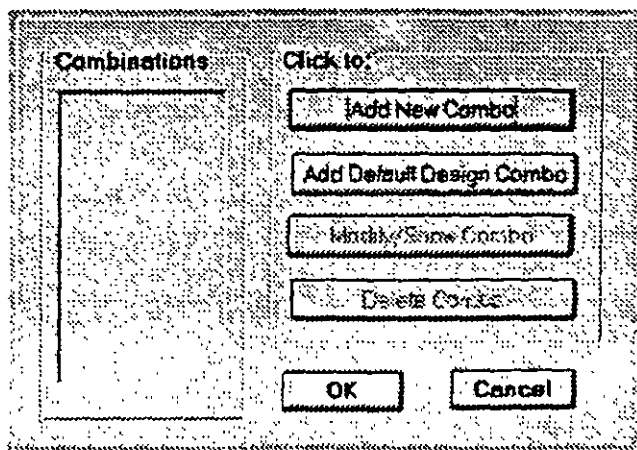 Combinations
Click to:
Add New Combo
Add Default Design Combo
Modify/Show Combo
Delete Combo
OK
Cancel